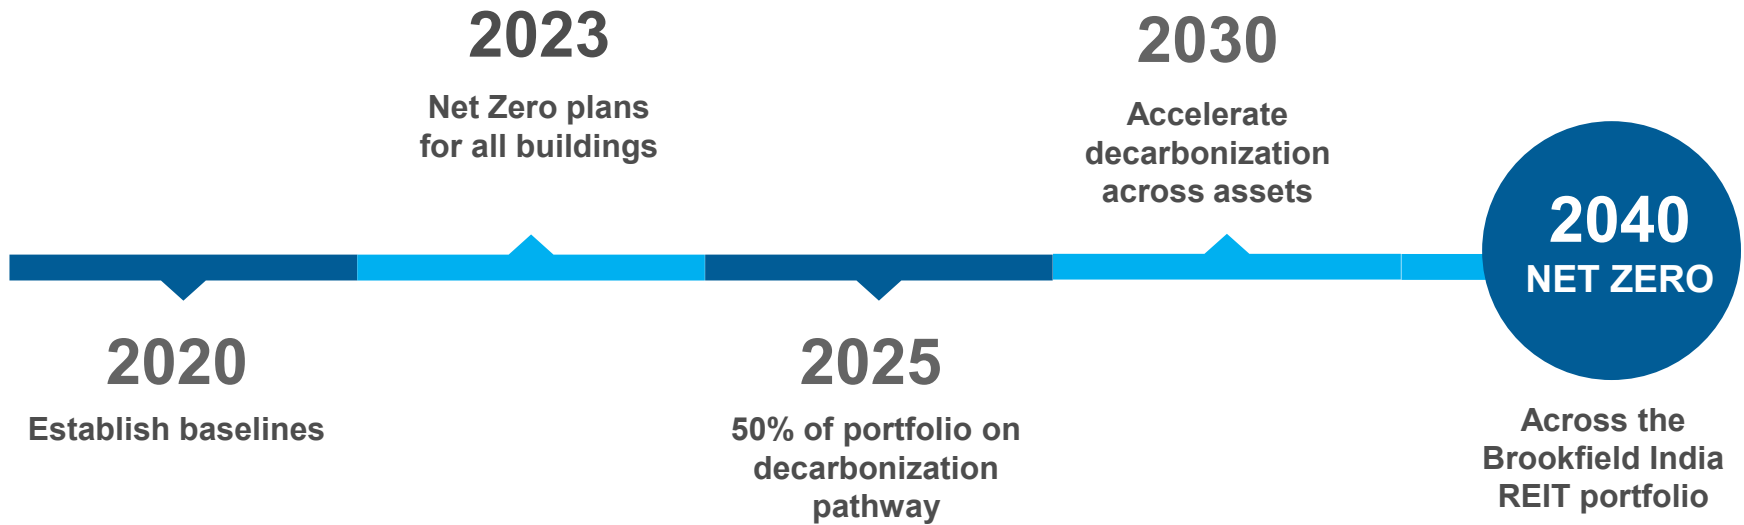 2020
Establish baselines
2023
Net Zero plans
for all buildings
2025
50% of portfolio on
decarbonization
pathway
2030
Accelerate
decarbonization
across assets
2040
NET ZERO
Across the
Brookfield India
REIT portfolio